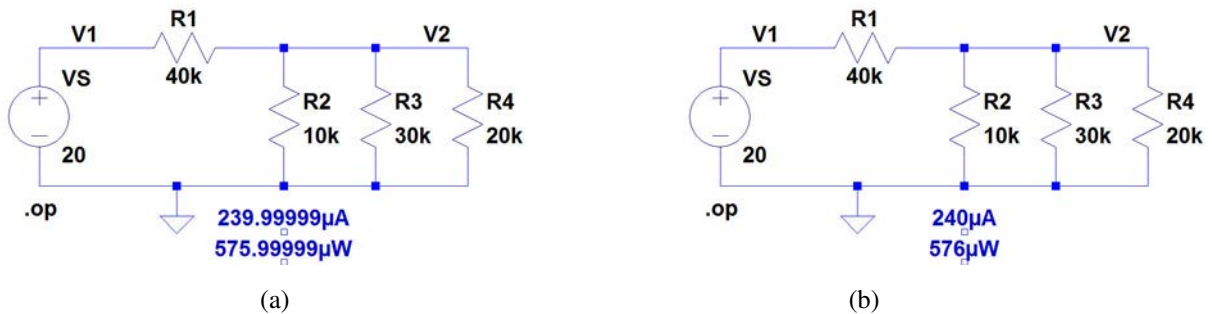 R1
R1
V1
V2
V1
V2
40k
40k
VS
VS
R2
R3
R4
R2
R3
R4
10k
30k
20k
10k
30k
20k
20
20
.op
.op
239.99999µA
240µA
575.99999µW
576µW
(a)
(b)